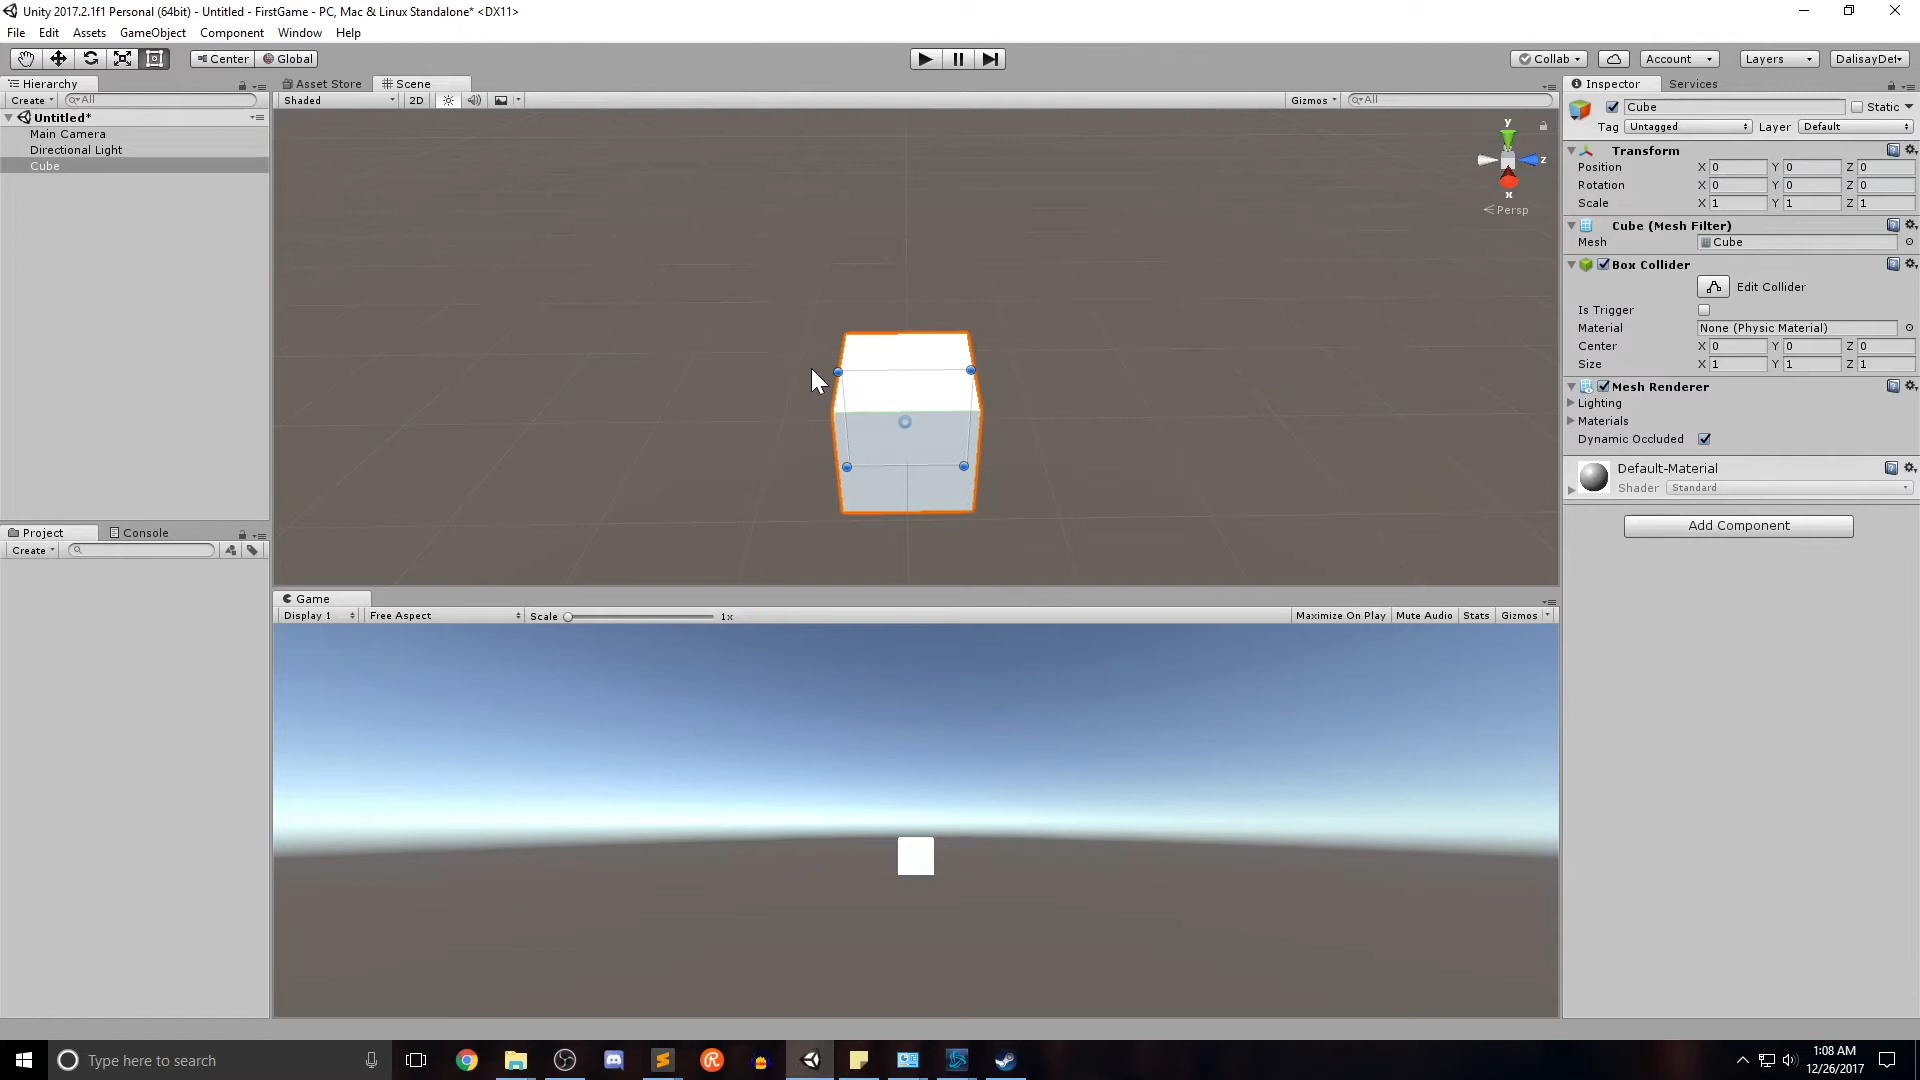 Unity 2017.2.1f1 Personal (64bit) - Untitled - FirstGame - PC, Mac & Linux Standalone* <DX11>
File Edit Assets GameObject Component Window Help
Center Global Collab Account Layers DalisayDef
Hierarchy
Create All
Untitled*
Main Camera
Directional Light
Cube
Project Console
Create
Asset Store Scene
Shaded 2D Gizmos All
y
z
x
Persp
Game
Display 1 Free Aspect Scale 1x Maximize On Play Mute Audio Stats Gizmos
Inspector Services
Cube Static
Tag Untagged Layer Default
Transform
Position X 0 Y 0 Z 0
Rotation X 0 Y 0 Z 0
Scale X 1 Y 1 Z 1
Cube (Mesh Filter)
Mesh Cube
Box Collider
Edit Collider
Is Trigger
Material None (Physic Material)
Center X 0 Y 0 Z 0
Size X 1 Y 1 Z 1
Mesh Renderer
Lighting
Materials
Dynamic Occluded
Default-Material
Shader Standard
Add Component
Type here to search
1:08 AM
12/26/2017